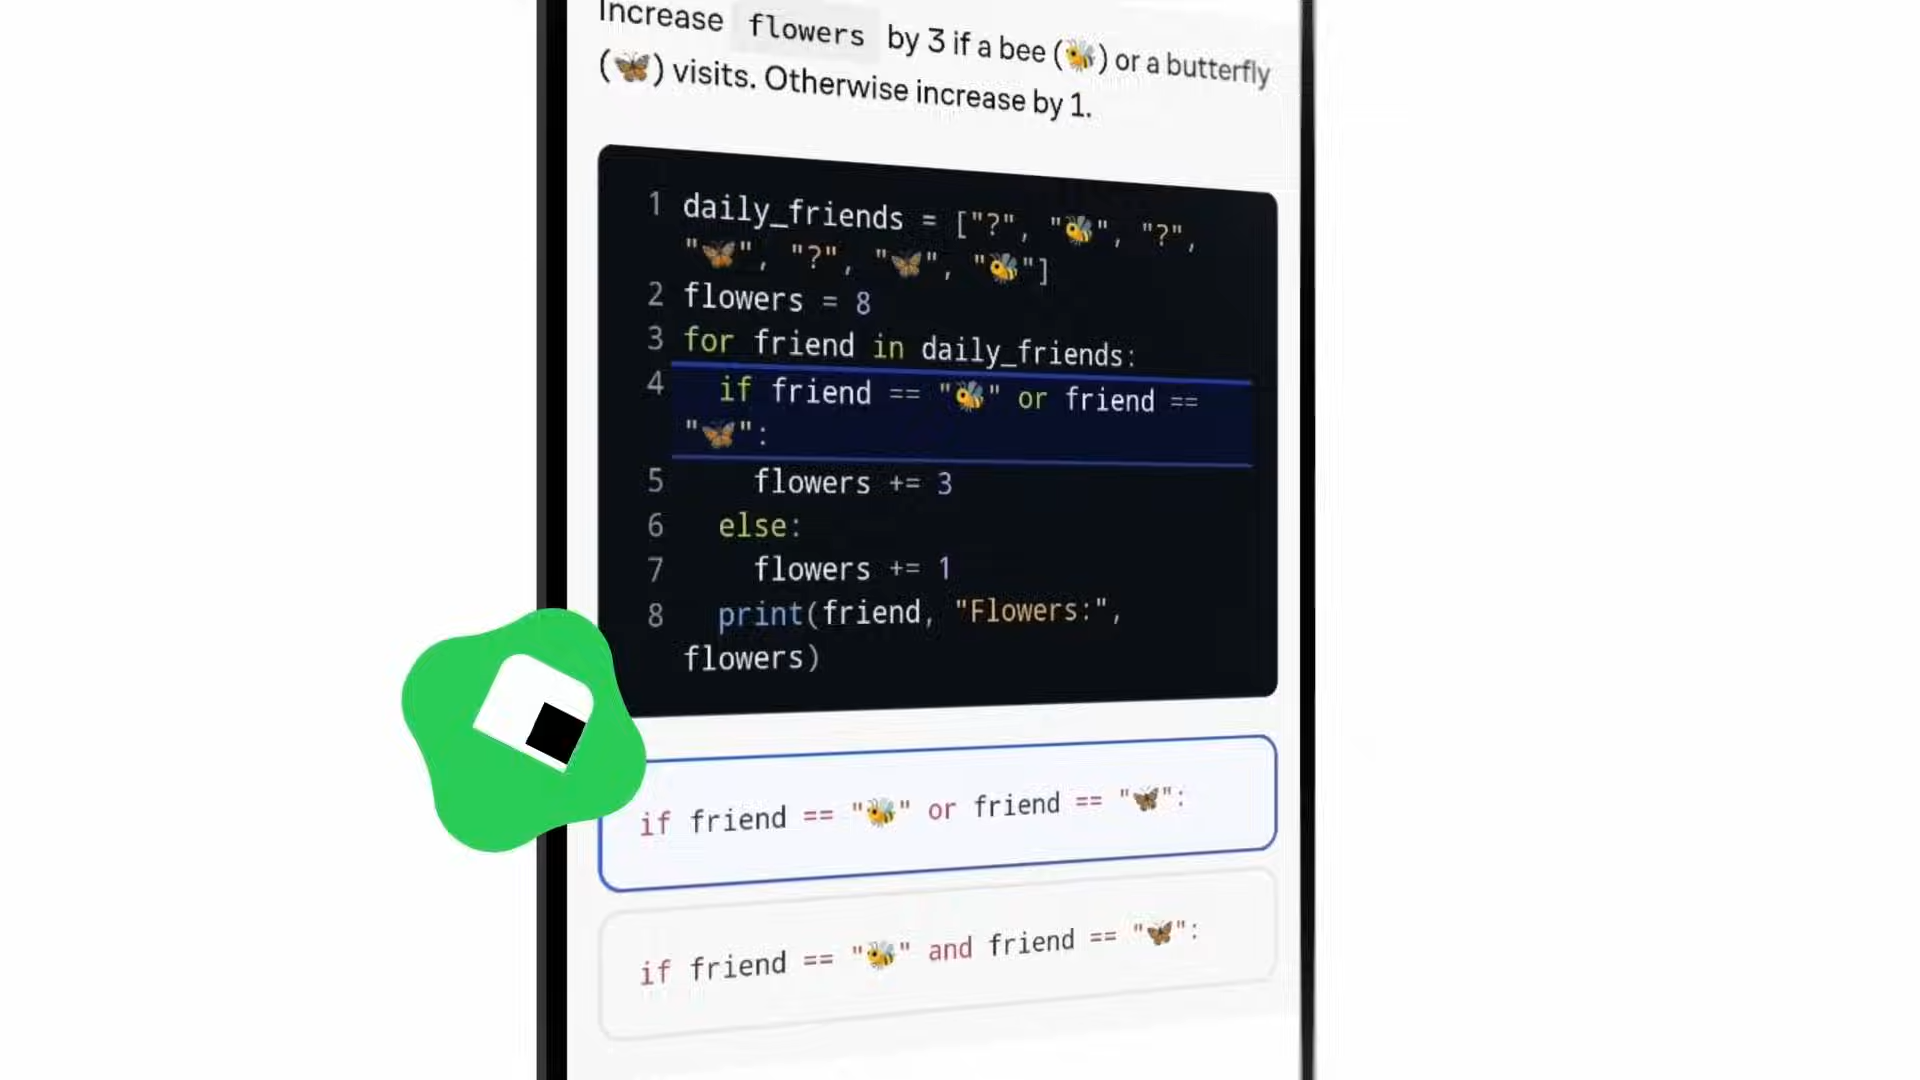 Increase flowers by 3 if a bee (🐝) or a butterfly
(🦋) visits. Otherwise increase by 1.
1 daily_friends = ["?", "🐝", "?",
"🦋", "?", "🦋", "🐝"]
2 flowers = 8
3 for friend in daily_friends:
4 if friend == "🐝" or friend ==
"🦋":
5 flowers += 3
6 else:
7 flowers += 1
8 print(friend, "Flowers:",
flowers)
if friend == "🐝" or friend == "🦋":
if friend == "🐝" and friend == "🦋":